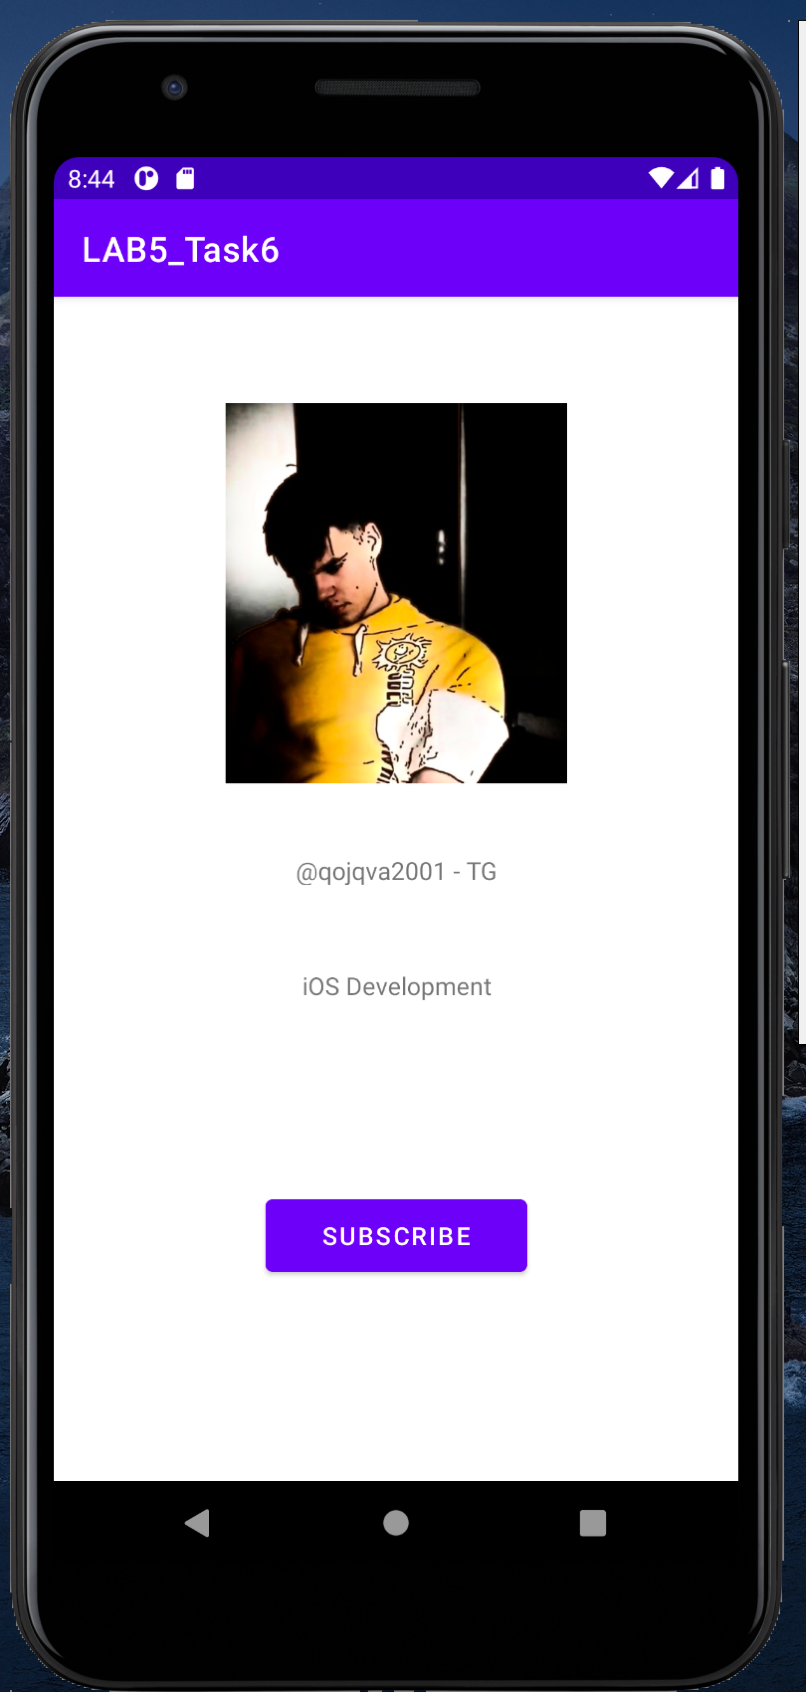 8:44
LAB5_Task6
@qojqva2001 - TG
iOS Development
SUBSCRIBE